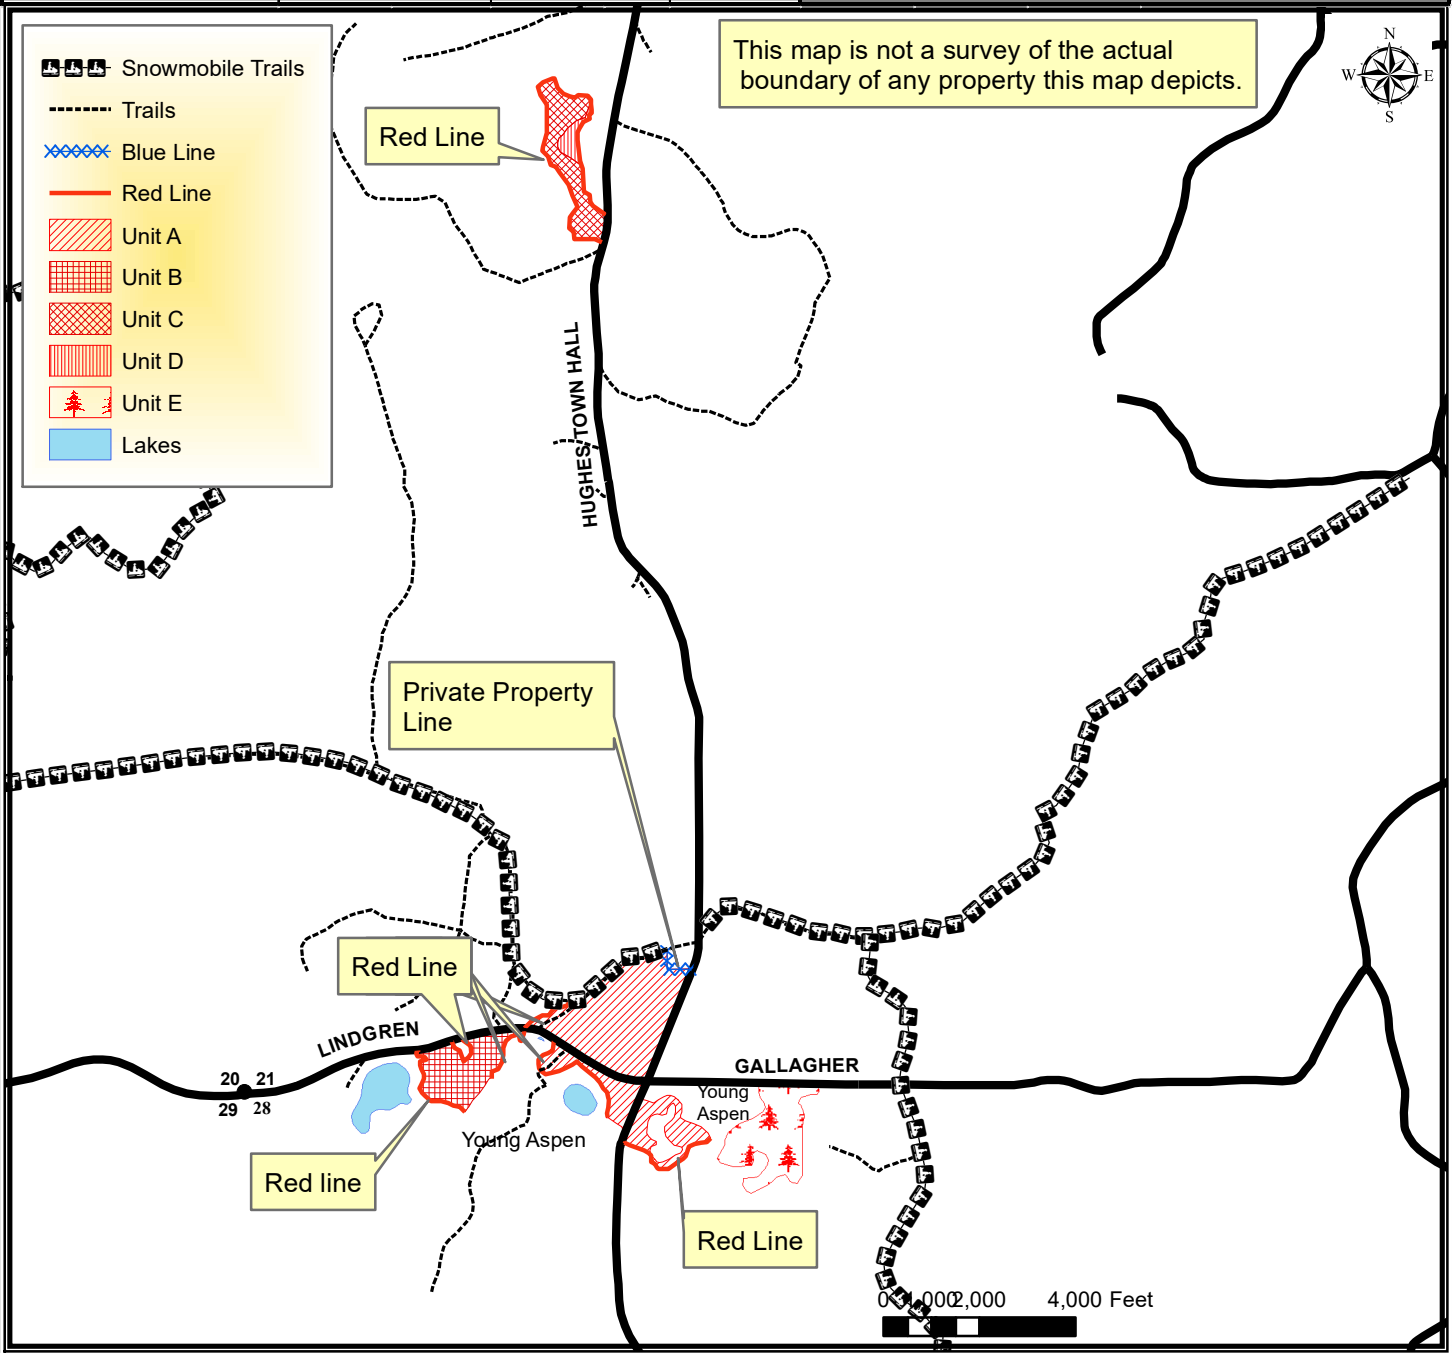 This map is not a survey of the actual
boundary of any property this map depicts.
N
W
E
S
Snowmobile Trails
Trails
Blue Line
Red Line
Unit A
Unit B
Unit C
Unit D
Unit E
Lakes
Red Line
HUGHES TOWN HALL
Private Property
Line
Red Line
LINDGREN
GALLAGHER
20 21
29 28
Young
Aspen
Young Aspen
Red line
Red Line
0 1,000 2,000 4,000 Feet